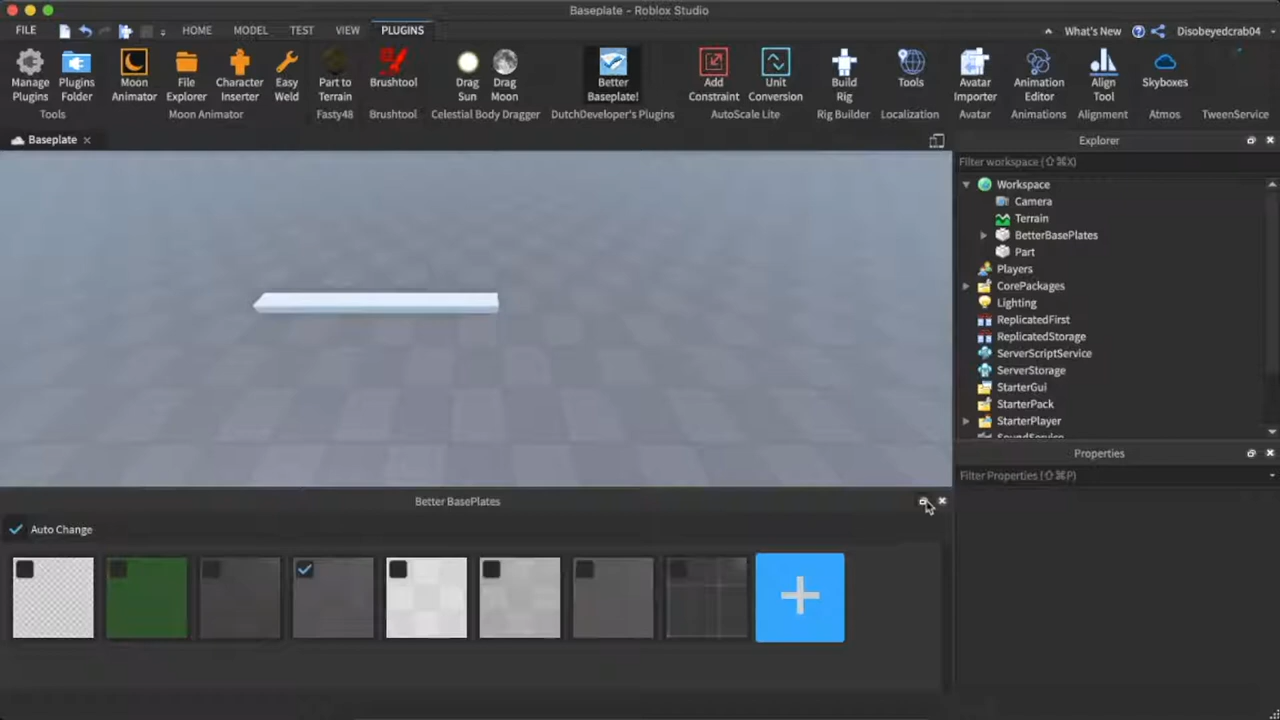 Baseplate - Roblox Studio
FILE HOME MODEL TEST VIEW PLUGINS What's New Disobeyedcrab04
Manage Plugins
Plugins Folder
Tools
Moon Animator
File Explorer
Character Inserter
Easy Weld
Moon Animator
Part to Terrain
Fasty48
Brushtool
Brushtool
Drag Sun
Drag Moon
Celestial Body Dragger
Better Baseplate!
DutchDeveloper's Plugins
Add Constraint
Unit Conversion
AutoScale Lite
Build Rig
Rig Builder
Tools
Localization
Avatar Importer
Avatar
Animation Editor
Animations
Align Tool
Alignment
Skyboxes
Atmos
TweenService
Baseplate
Explorer
Filter workspace (⇧⌘X)
Workspace
Camera
Terrain
BetterBasePlates
Part
Players
CorePackages
Lighting
ReplicatedFirst
ReplicatedStorage
ServerScriptService
ServerStorage
StarterGui
StarterPack
StarterPlayer
SoundService
Properties
Filter Properties (⇧⌘P)
Better BasePlates
Auto Change